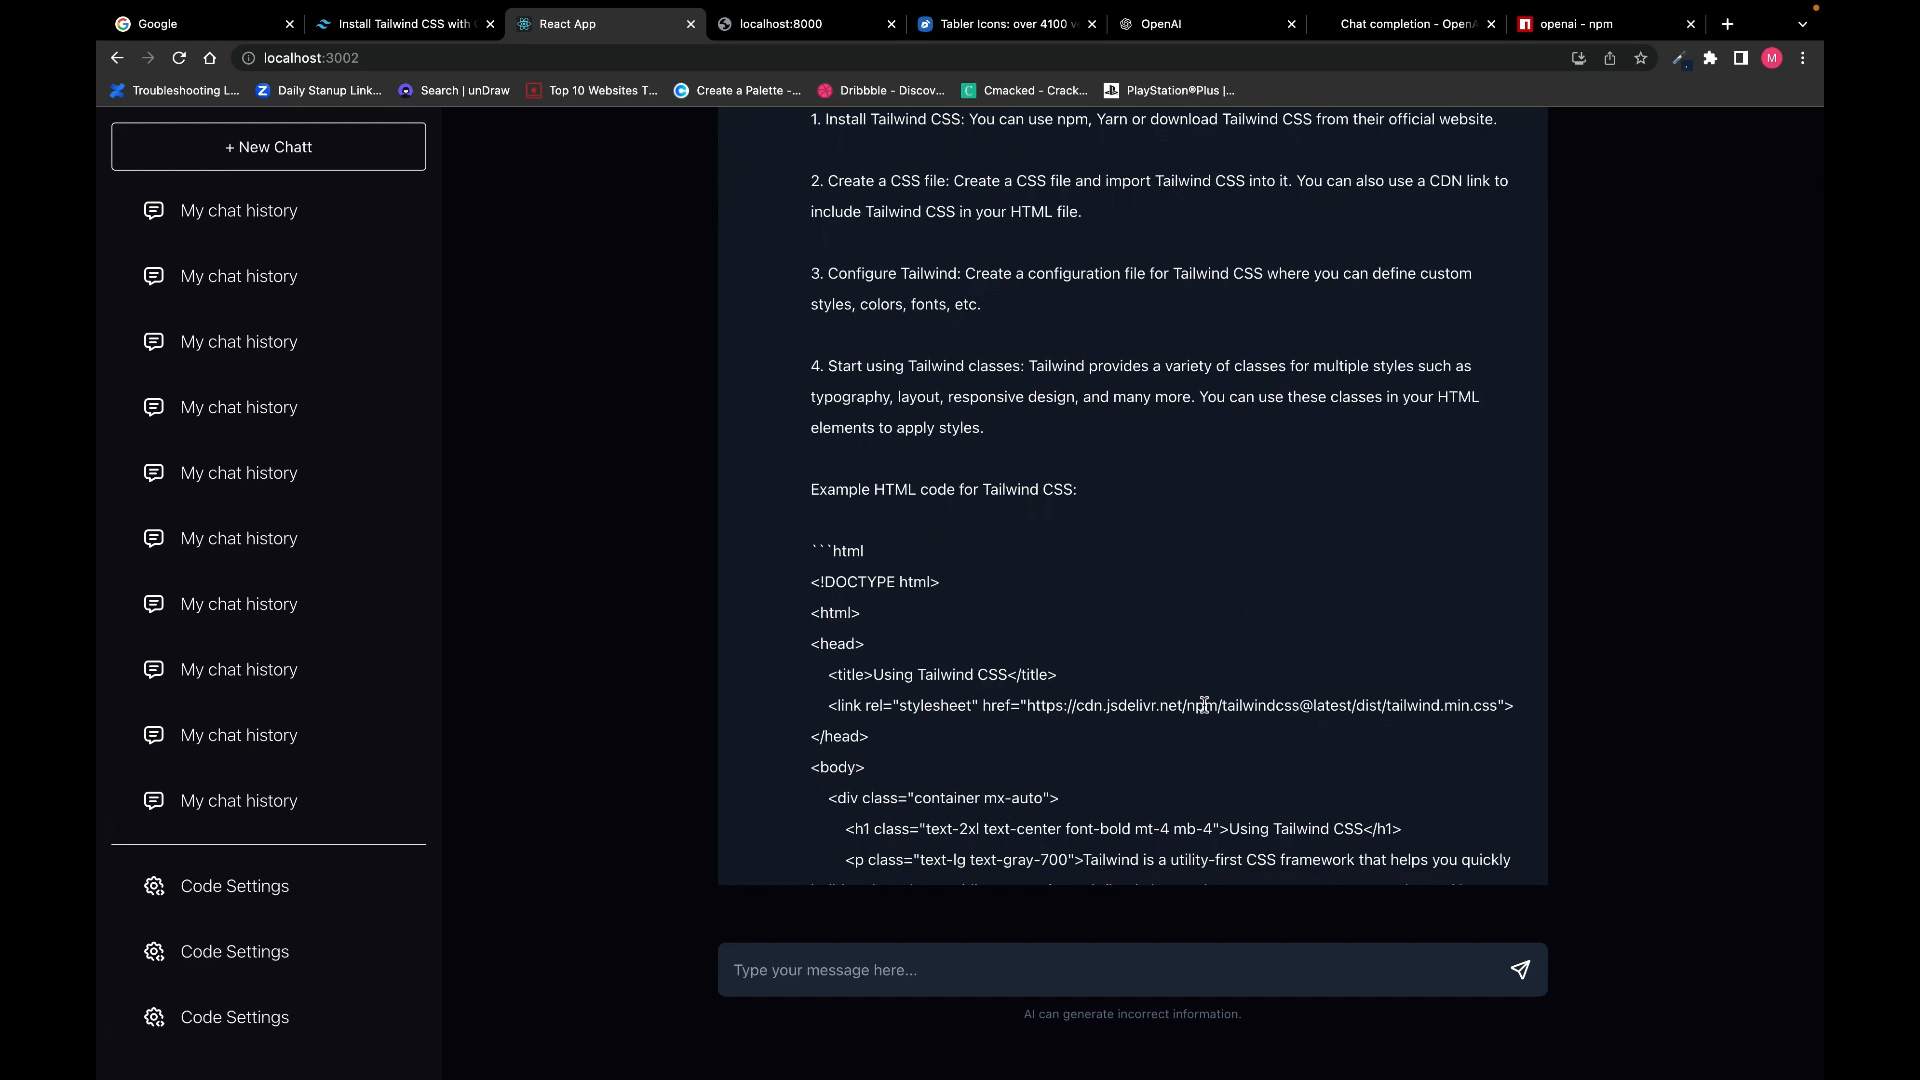 Google
Install Tailwind CSS with C
React App
localhost:8000
Tabler Icons: over 4100 v
OpenAI
Chat completion - OpenA
openai - npm
localhost:3002
M
Troubleshooting L...
Daily Stanup Link...
Search | unDraw
Top 10 Websites T...
Create a Palette -...
Dribbble - Discov...
Cmacked - Crack...
PlayStation®Plus |...
+ New Chatt
My chat history
My chat history
My chat history
My chat history
My chat history
My chat history
My chat history
My chat history
My chat history
My chat history
Code Settings
Code Settings
Code Settings
1. Install Tailwind CSS: You can use npm, Yarn or download Tailwind CSS from their official website.
2. Create a CSS file: Create a CSS file and import Tailwind CSS into it. You can also use a CDN link to
include Tailwind CSS in your HTML file.
3. Configure Tailwind: Create a configuration file for Tailwind CSS where you can define custom
styles, colors, fonts, etc.
4. Start using Tailwind classes: Tailwind provides a variety of classes for multiple styles such as
typography, layout, responsive design, and many more. You can use these classes in your HTML
elements to apply styles.
Example HTML code for Tailwind CSS:
```html
<!DOCTYPE html>
<html>
<head>
<title>Using Tailwind CSS</title>
<link rel="stylesheet" href="https://cdn.jsdelivr.net/npm/tailwindcss@latest/dist/tailwind.min.css">
</head>
<body>
<div class="container mx-auto">
<h1 class="text-2xl text-center font-bold mt-4 mb-4">Using Tailwind CSS</h1>
<p class="text-lg text-gray-700">Tailwind is a utility-first CSS framework that helps you quickly
Type your message here...
AI can generate incorrect information.